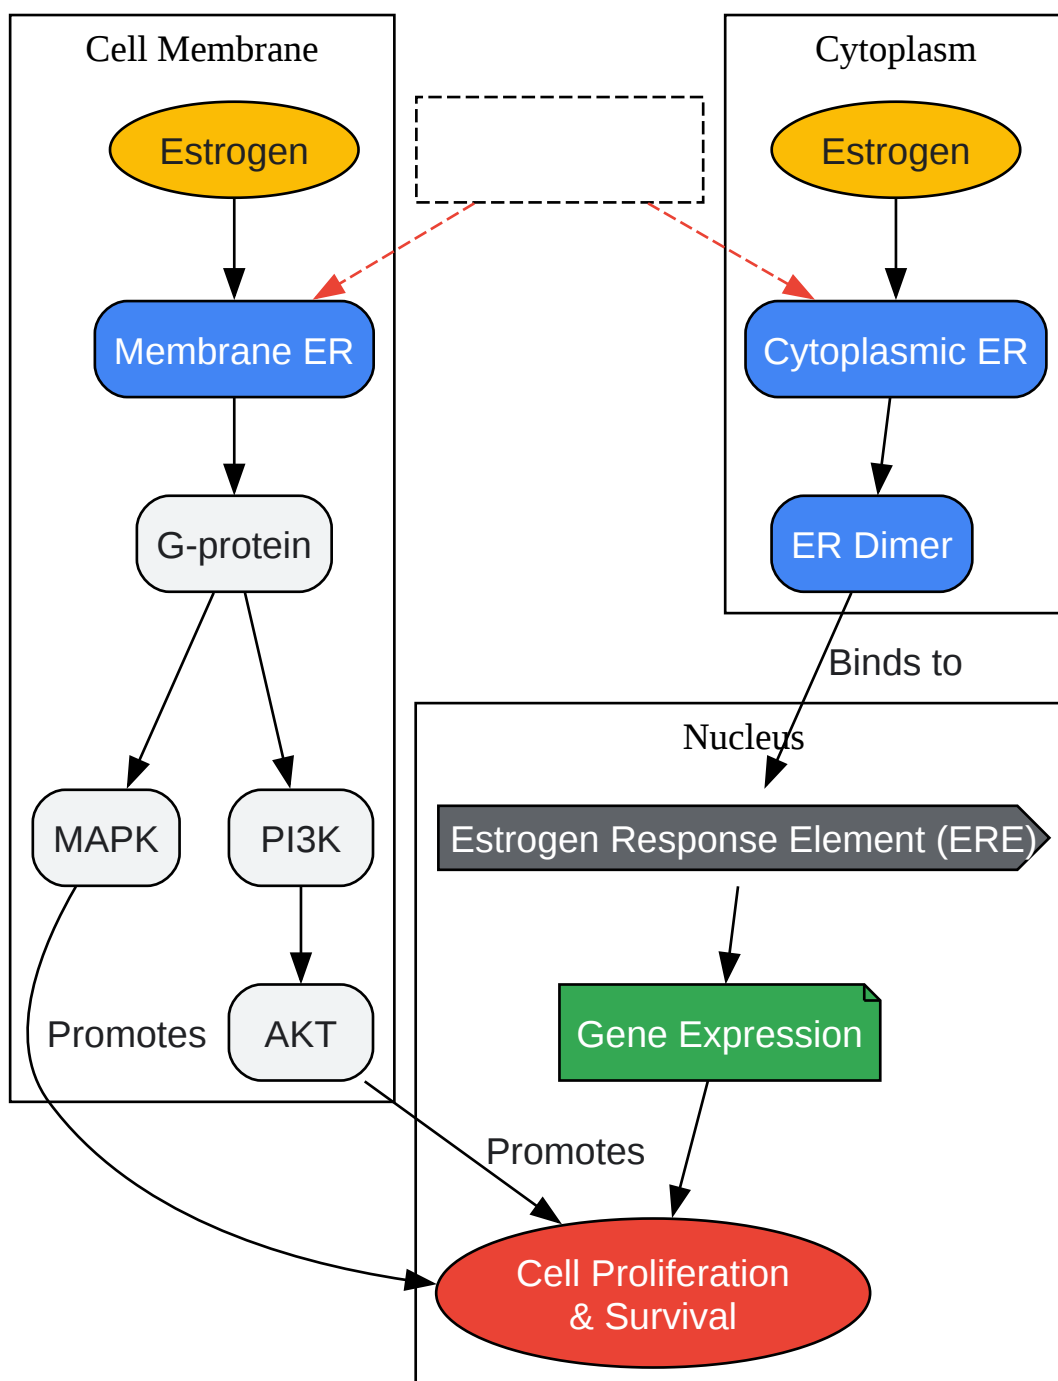 Cell Membrane
Cytoplasm
Estrogen
Estrogen
Membrane ER
Cytoplasmic ER
G-protein
ER Dimer
Binds to
Nucleus
MAPK
PI3K
Estrogen Response Element (ERE)
Promotes
AKT
Gene Expression
Promotes
Cell Proliferation
& Survival